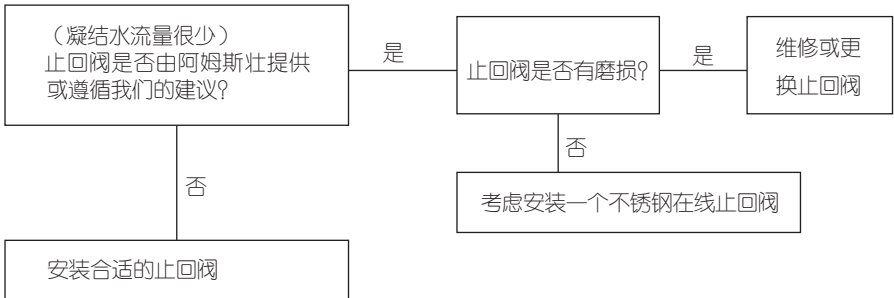 （凝结水流量很少）
止回阀是否由阿姆斯壮提供
或遵循我们的建议？
是
止回阀是否有磨损？
是
维修或更
换止回阀
否
否
考虑安装一个不锈钢在线止回阀
安装合适的止回阀